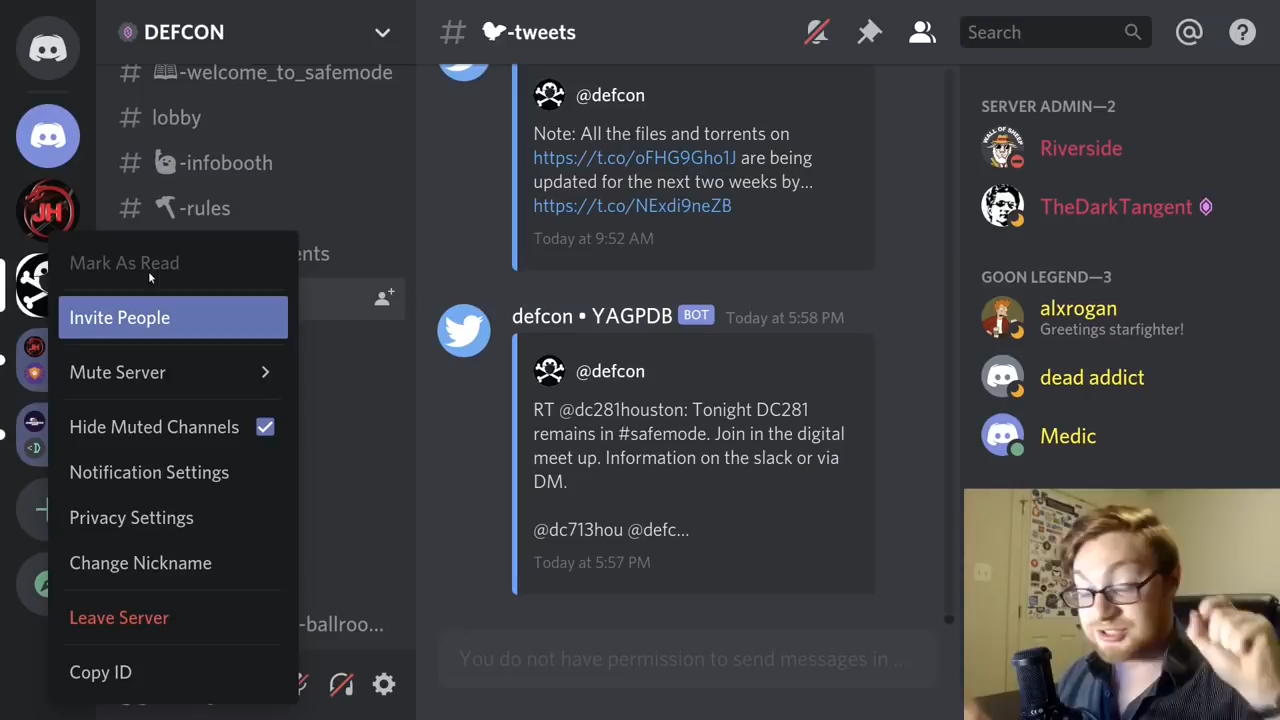 DEFCON
-welcome_to_safemode
lobby
-infobooth
-rules
ents
-ballroo...
JH
Mark As Read
Invite People
Mute Server
Hide Muted Channels
Notification Settings
Privacy Settings
Change Nickname
Leave Server
Copy ID
-tweets
Search
@defcon
Note: All the files and torrents on
https://t.co/oFHG9Gho1J are being
updated for the next two weeks by...
https://t.co/NExdi9neZB
Today at 9:52 AM
defcon • YAGPDB BOT Today at 5:58 PM
@defcon
RT @dc281houston: Tonight DC281
remains in #safemode. Join in the digital
meet up. Information on the slack or via
DM.
@dc713hou @defc...
Today at 5:57 PM
You do not have permission to send messages in ...
SERVER ADMIN—2
Riverside
TheDarkTangent
GOON LEGEND—3
alxrogan
Greetings starfighter!
dead addict
Medic